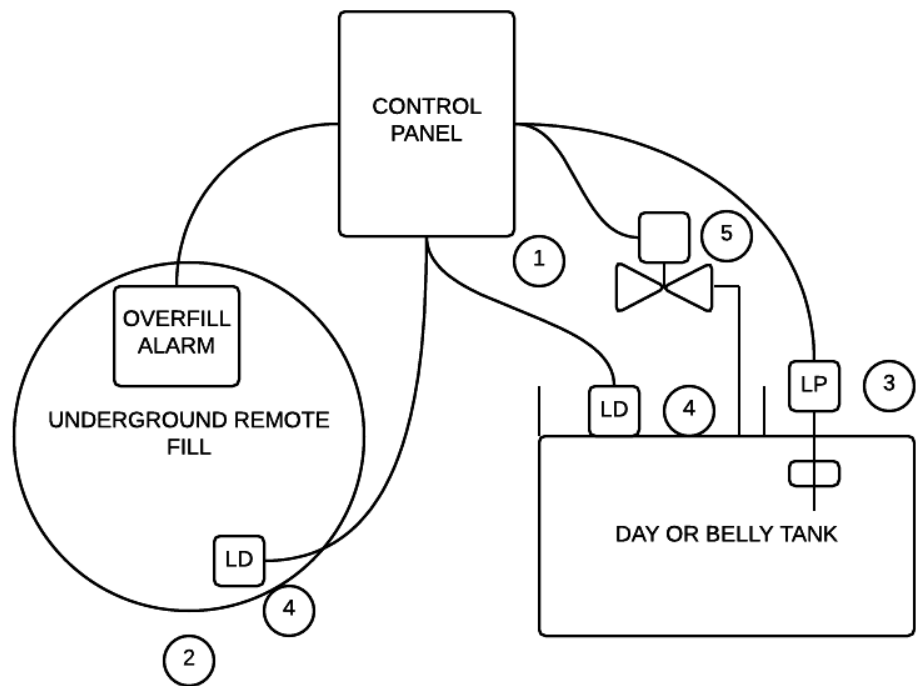 CONTROL
PANEL
5
1
OVERFILL
ALARM
LP
3
LD
4
UNDERGROUND REMOTE
FILL
DAY OR BELLY TANK
LD
4
2